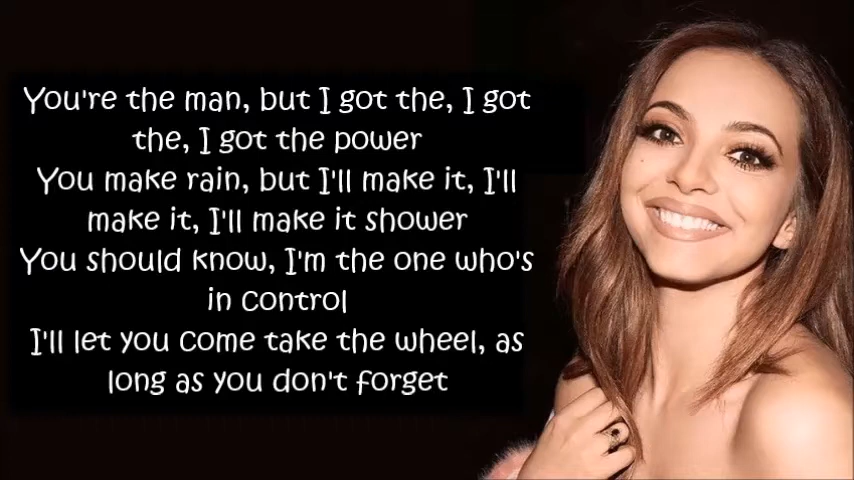 You're the man, but I got the, I got
the, I got the power
You make rain, but I'll make it, I'll
make it, I'll make it shower
You should know, I'm the one who's
in control
I'll let you come take the wheel, as
long as you don't forget